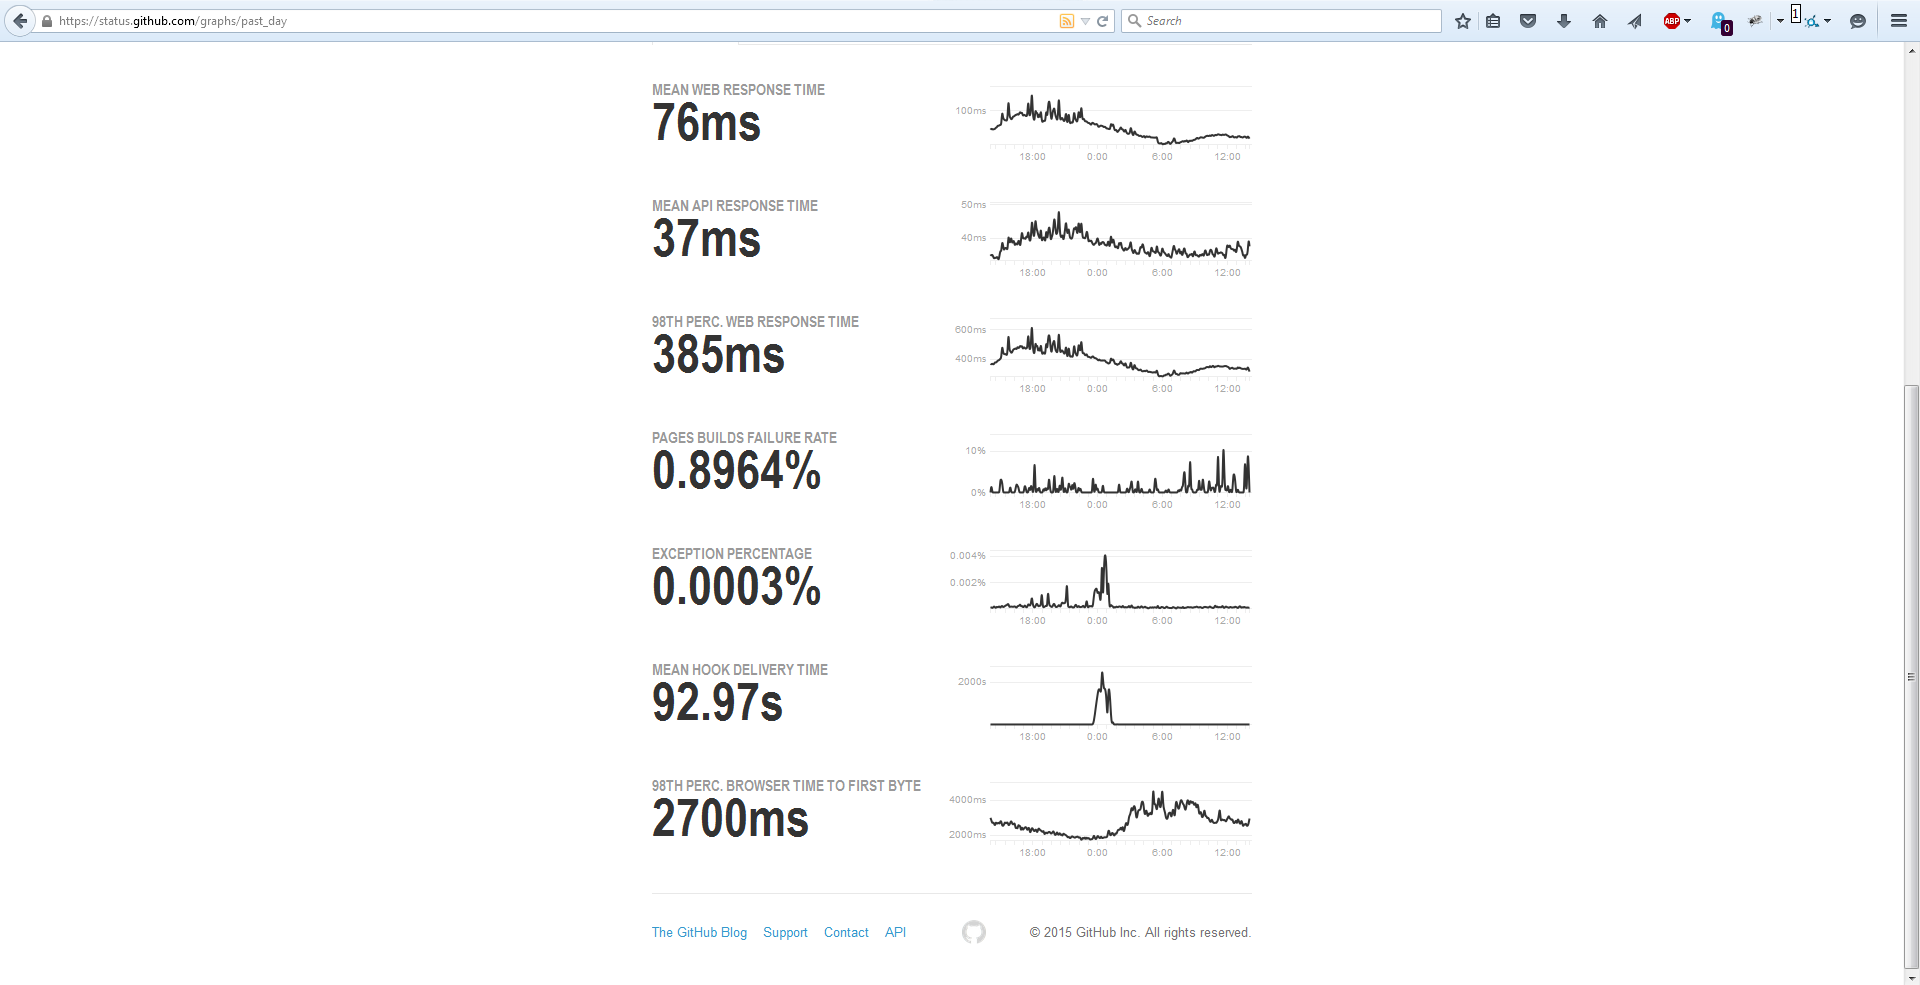 https://status.github.com/graphs/past_day
Search
ABP
0
1
MEAN WEB RESPONSE TIME
76ms
100ms
18:00 0:00 6:00 12:00
MEAN API RESPONSE TIME
37ms
50ms
40ms
18:00 0:00 6:00 12:00
98TH PERC. WEB RESPONSE TIME
385ms
600ms
400ms
18:00 0:00 6:00 12:00
PAGES BUILDS FAILURE RATE
0.8964%
10%
0%
18:00 0:00 6:00 12:00
EXCEPTION PERCENTAGE
0.0003%
0.004%
0.002%
18:00 0:00 6:00 12:00
MEAN HOOK DELIVERY TIME
92.97s
2000s
18:00 0:00 6:00 12:00
98TH PERC. BROWSER TIME TO FIRST BYTE
2700ms
4000ms
2000ms
18:00 0:00 6:00 12:00
The GitHub Blog Support Contact API © 2015 GitHub Inc. All rights reserved.